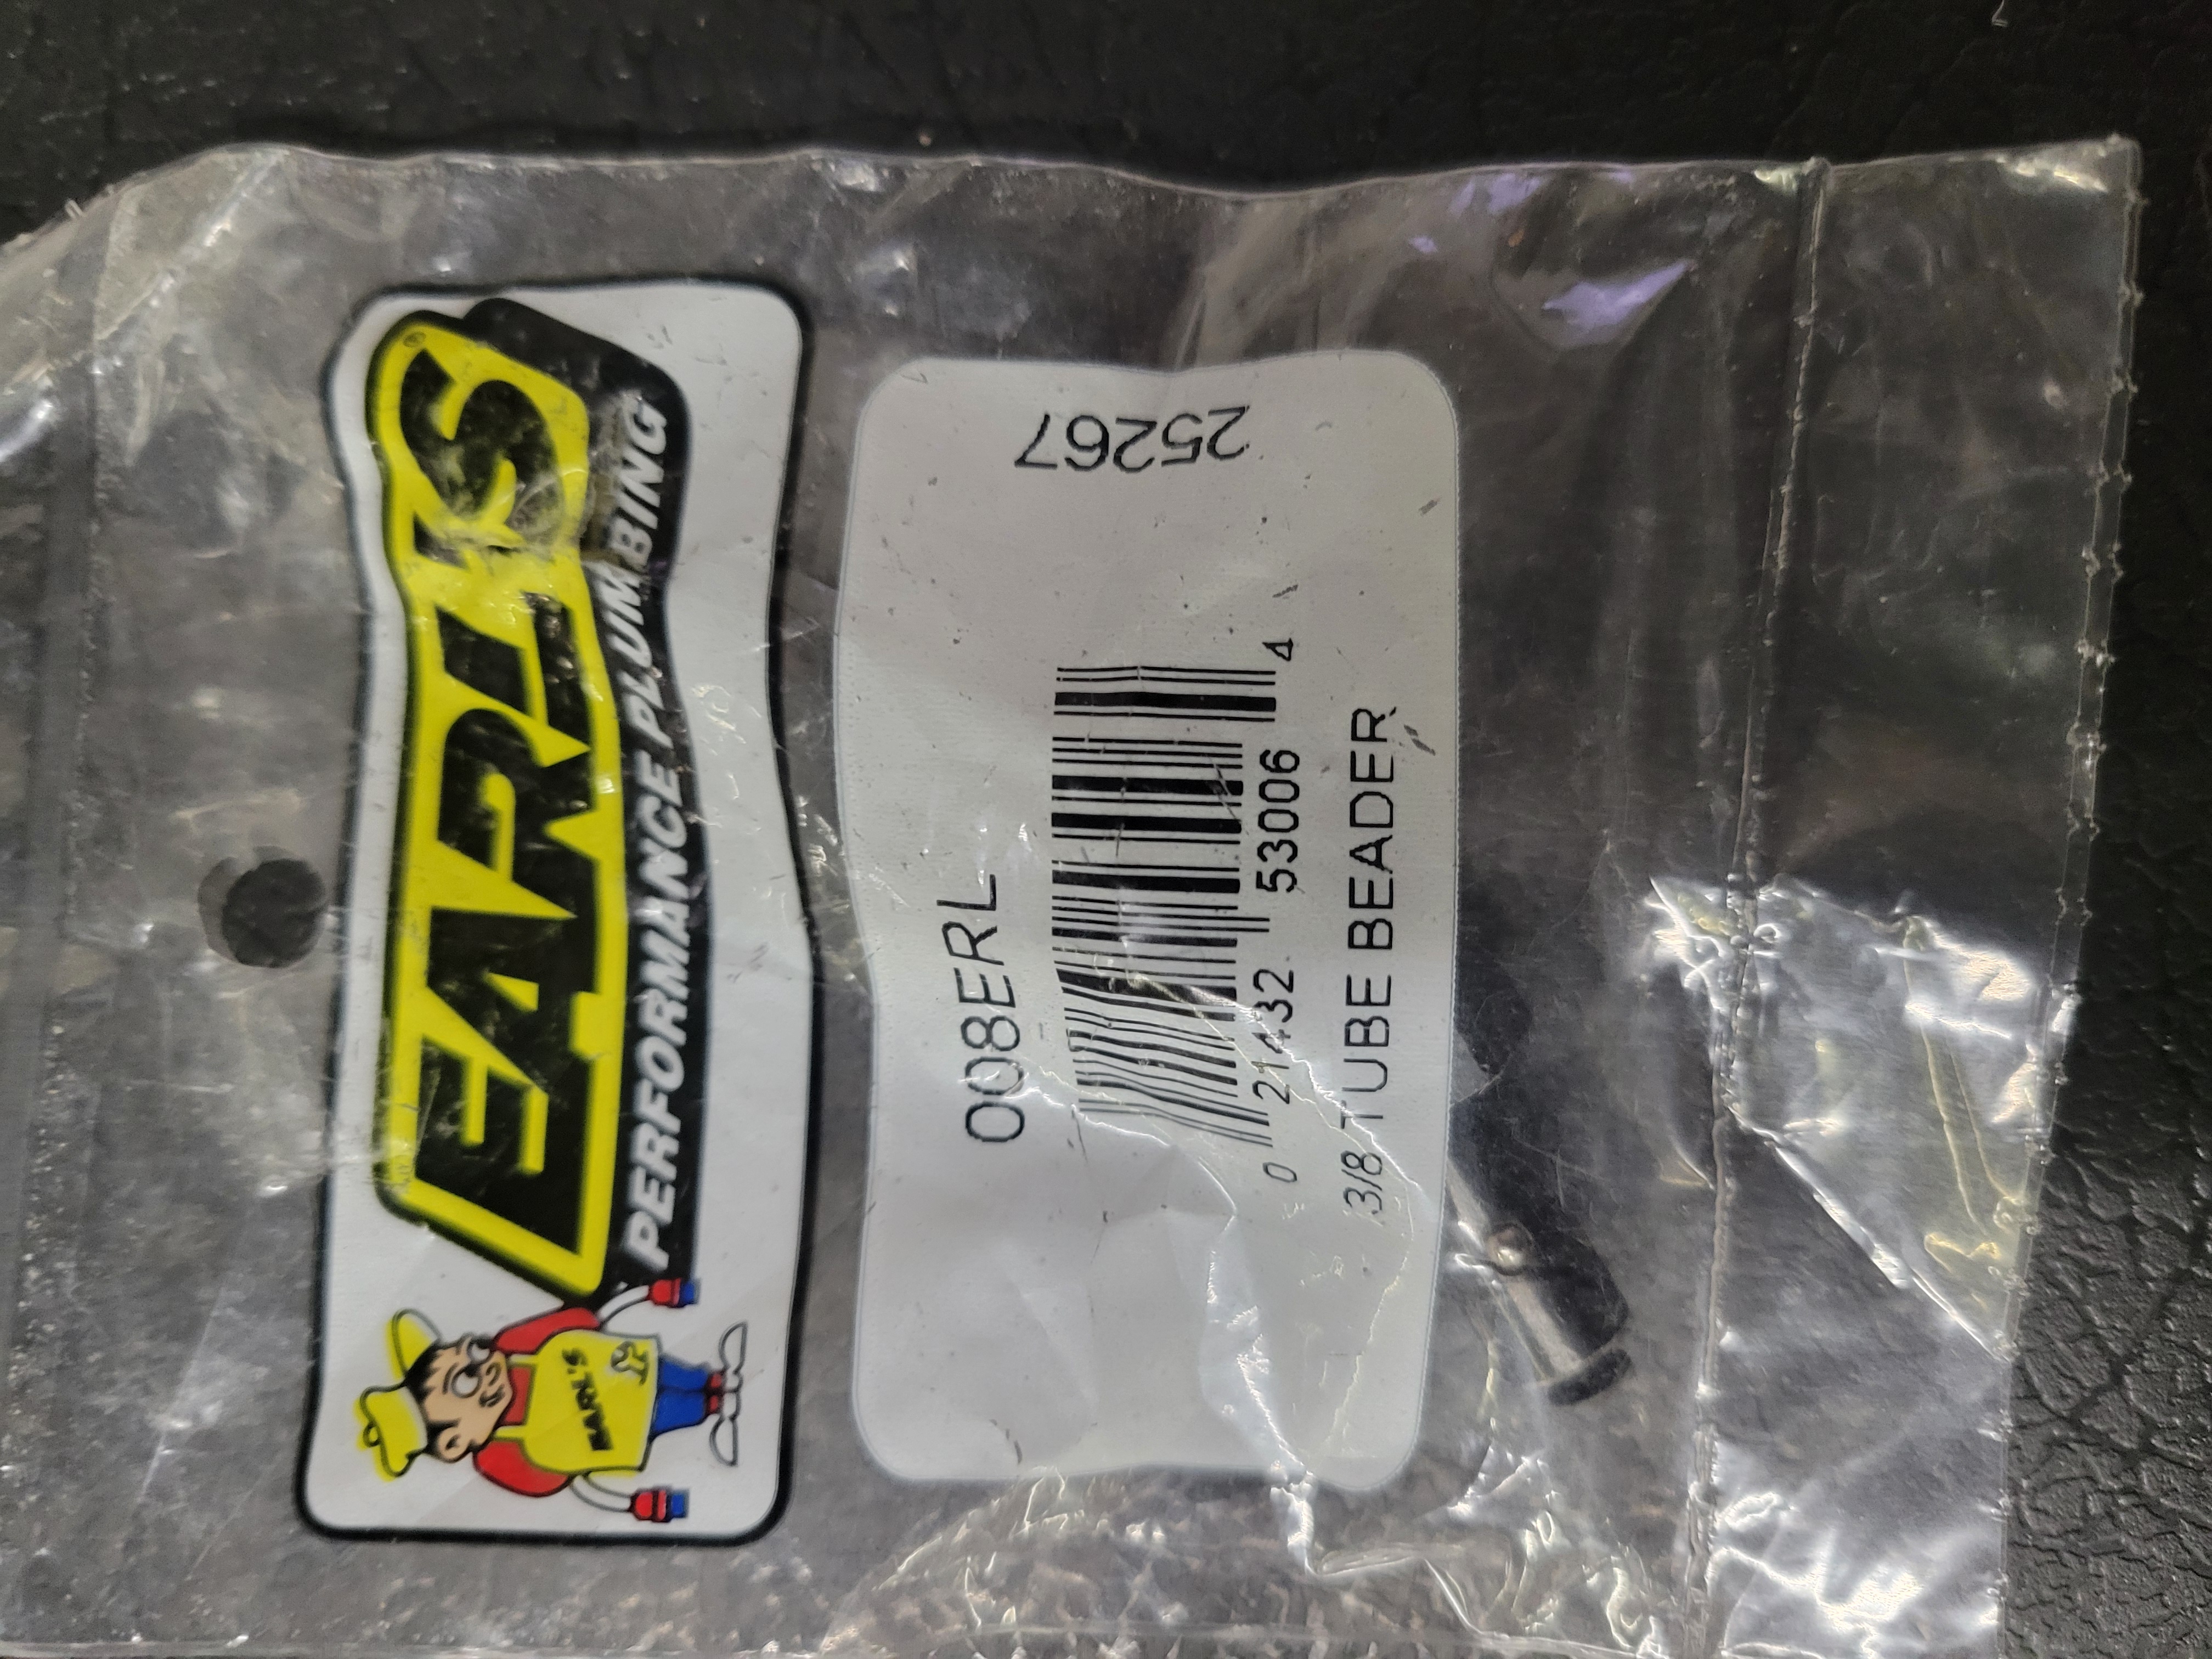 EARL'S®
PERFORMANCE PLUMBING
EARL'S
008ERL
0 21432 53006 4
3/8 TUBE BEADER
25267